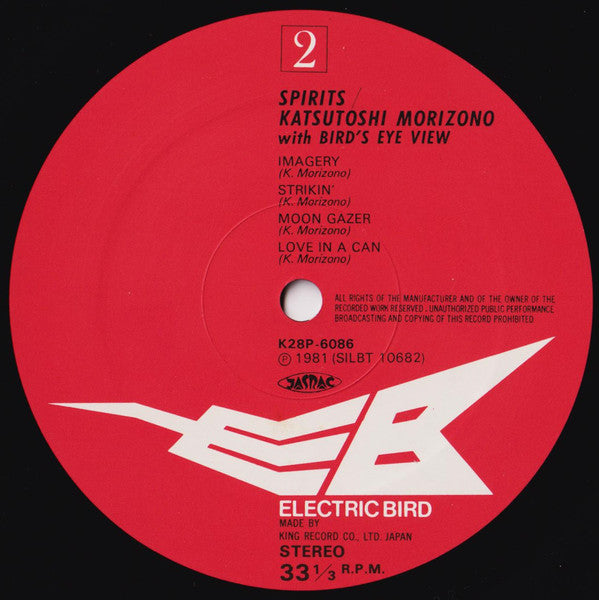 2
SPIRITS /
KATSUTOSHI MORIZONO
with BIRD'S EYE VIEW
IMAGERY
(K. Morizono)
STRIKIN'
(K. Morizono)
MOON GAZER
(K. Morizono)
LOVE IN A CAN
(K. Morizono)
ALL RIGHTS OF THE MANUFACTURER AND OF THE OWNER OF THE
RECORDED WORK RESERVED. UNAUTHORIZED PUBLIC PERFORMANCE
BROADCASTING AND COPYING OF THIS RECORD PROHIBITED
K28P-6086
Ⓟ 1981 (SILBT 10682)
JASRAC
EB
ELECTRIC BIRD
MADE BY
KING RECORD CO., LTD. JAPAN
STEREO
33 1/3 R.P.M.